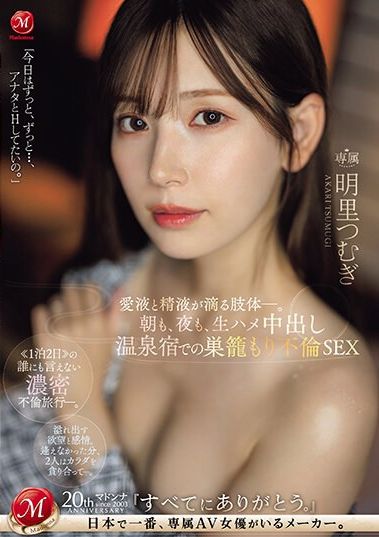 M
Madonna
「今日はずっと、ずっと…、
アナタとHしてたいの。」
専属
明里つむぎ
AKARI TSUMUGI
愛液と精液が滴る肢体―。
朝も、夜も、生ハメ中出し
温泉宿での巣籠もり不倫SEX
《1泊2日》の
誰にも言えない
濃密
不倫旅行―。
溢れ出す
欲望と感情。
逢えなかった分、
2人はカラダを
貪り合って―。
M
Madonna
20th マドンナ since2003
ANNIVERSARY
『すべてにありがとう。』
日本で一番、専属AV女優がいるメーカー。